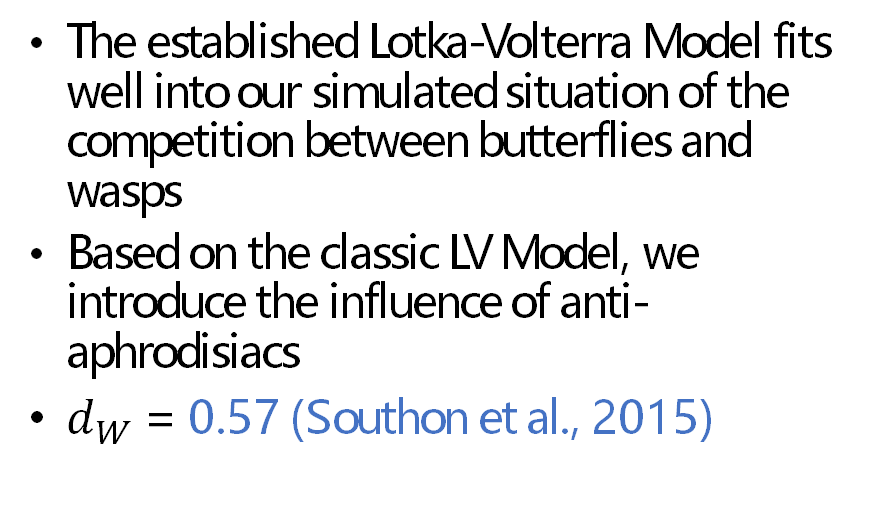 • The established Lotka-Volterra Model fits
well into our simulated situation of the
competition between butterflies and
wasps
• Based on the classic LV Model, we
introduce the influence of anti-
aphrodisiacs
• d_W = 0.57 (Southon et al., 2015)